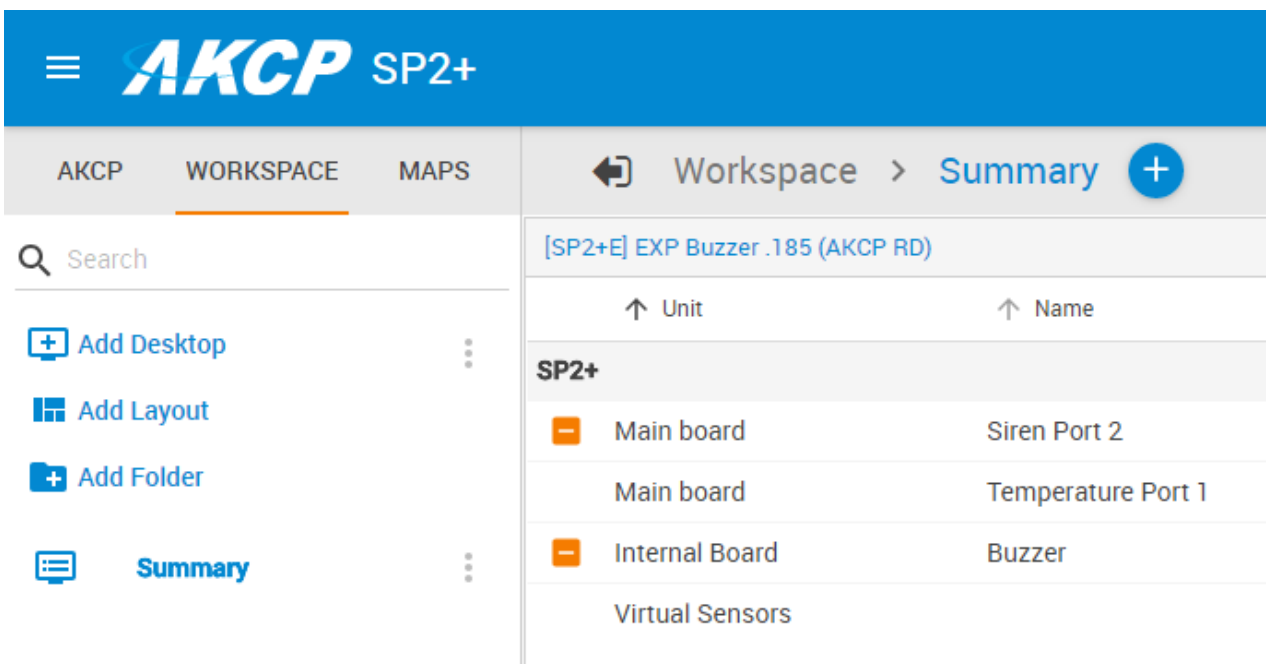 AKCP SP2+
AKCP WORKSPACE MAPS
Workspace > Summary
Search
Add Desktop
Add Layout
Add Folder
Summary
[SP2+E] EXP Buzzer .185 (AKCP RD)
Unit Name
SP2+
Main board Siren Port 2
Main board Temperature Port 1
Internal Board Buzzer
Virtual Sensors